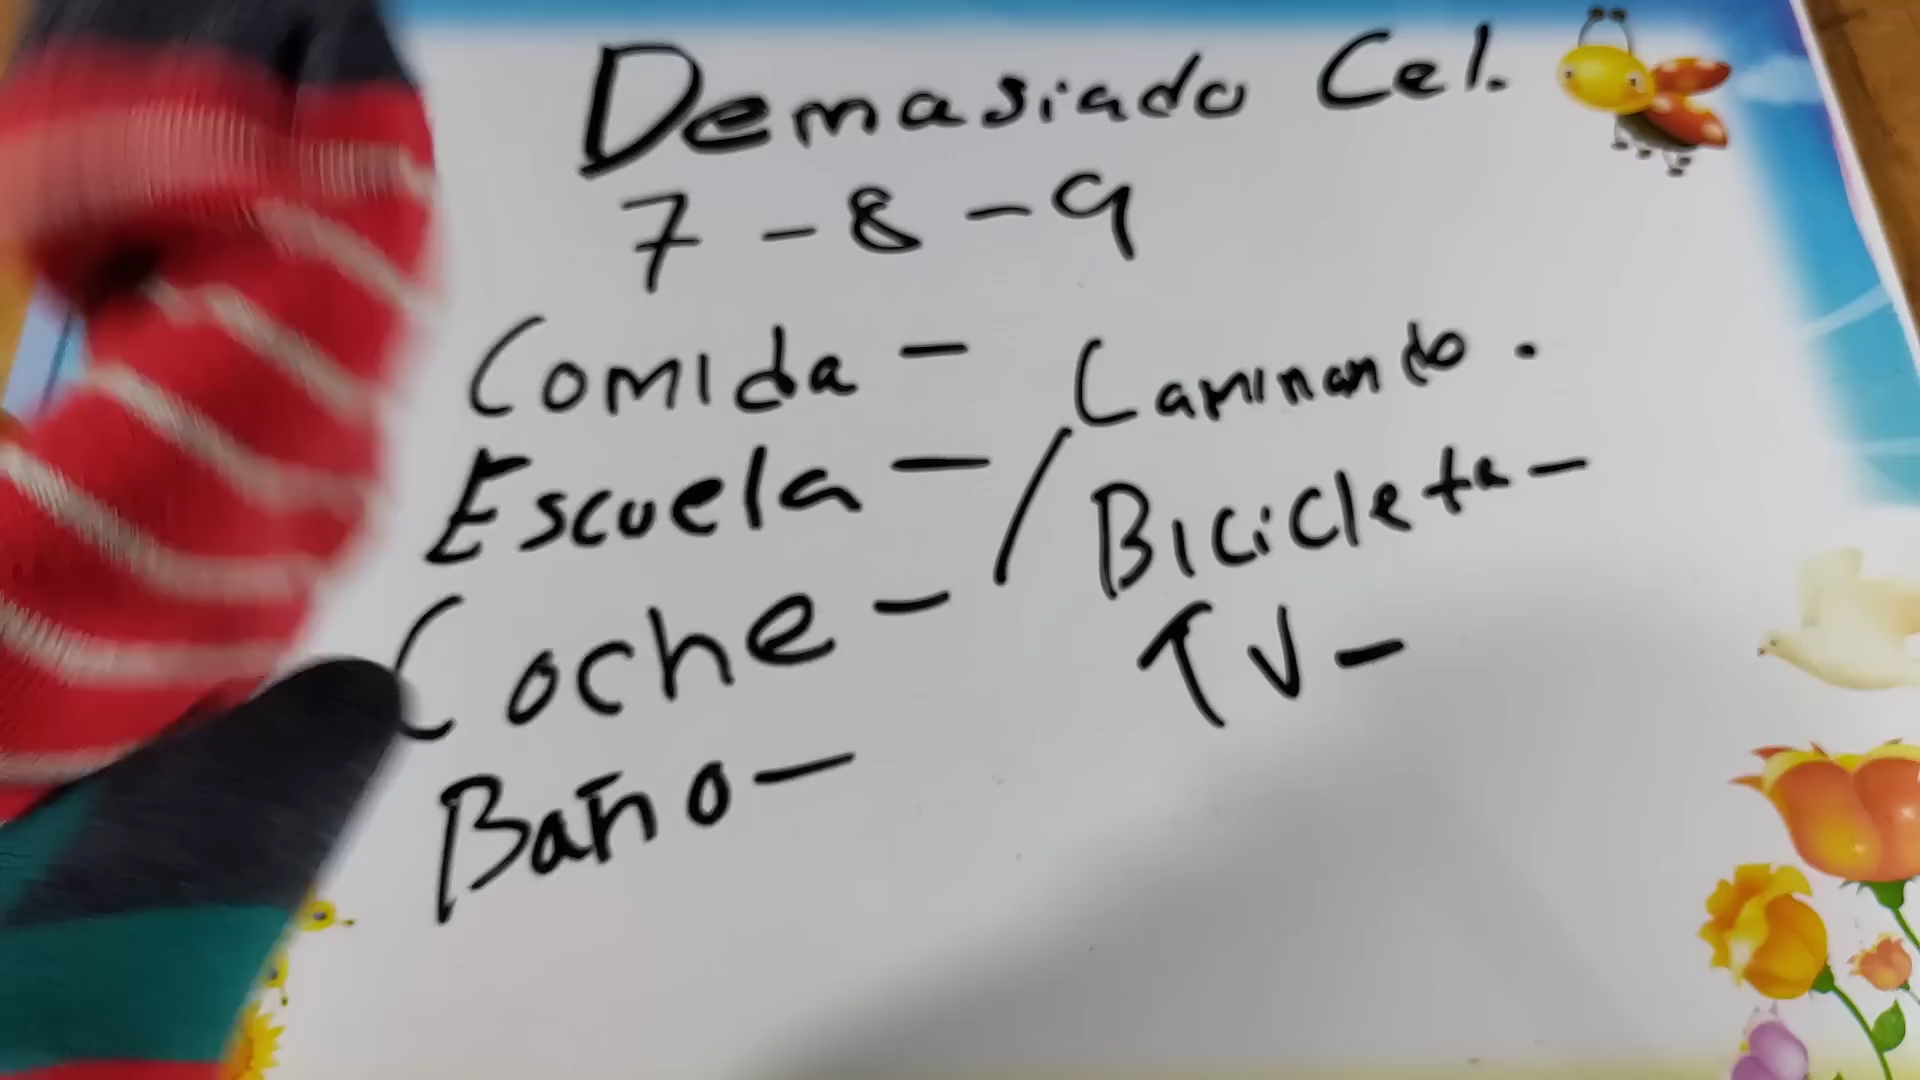 Demasiado Cel.
7 - 8 - 9
Comida - Caminando.
Escuela - / Bicicleta -
Coche - TV -
Baño -